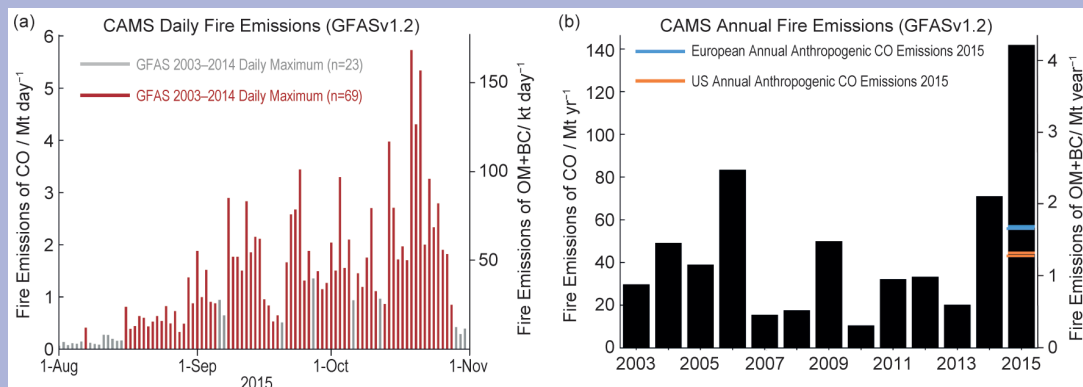 (a)
CAMS Daily Fire Emissions (GFASv1.2)
GFAS 2003–2014 Daily Maximum (n=23)
GFAS 2003–2014 Daily Maximum (n=69)
Fire Emissions of CO / Mt day⁻¹
6
5
4
3
2
1
0
Fire Emissions of OM+BC/ kt day⁻¹
150
100
50
1-Aug
1-Sep
1-Oct
1-Nov
2015
(b)
CAMS Annual Fire Emissions (GFASv1.2)
European Annual Anthropogenic CO Emissions 2015
US Annual Anthropogenic CO Emissions 2015
Fire Emissions of CO / Mt yr⁻¹
140
120
100
80
60
40
20
0
Fire Emissions of OM+BC/ Mt year⁻¹
4
3
2
1
0
2003
2005
2007
2009
2011
2013
2015